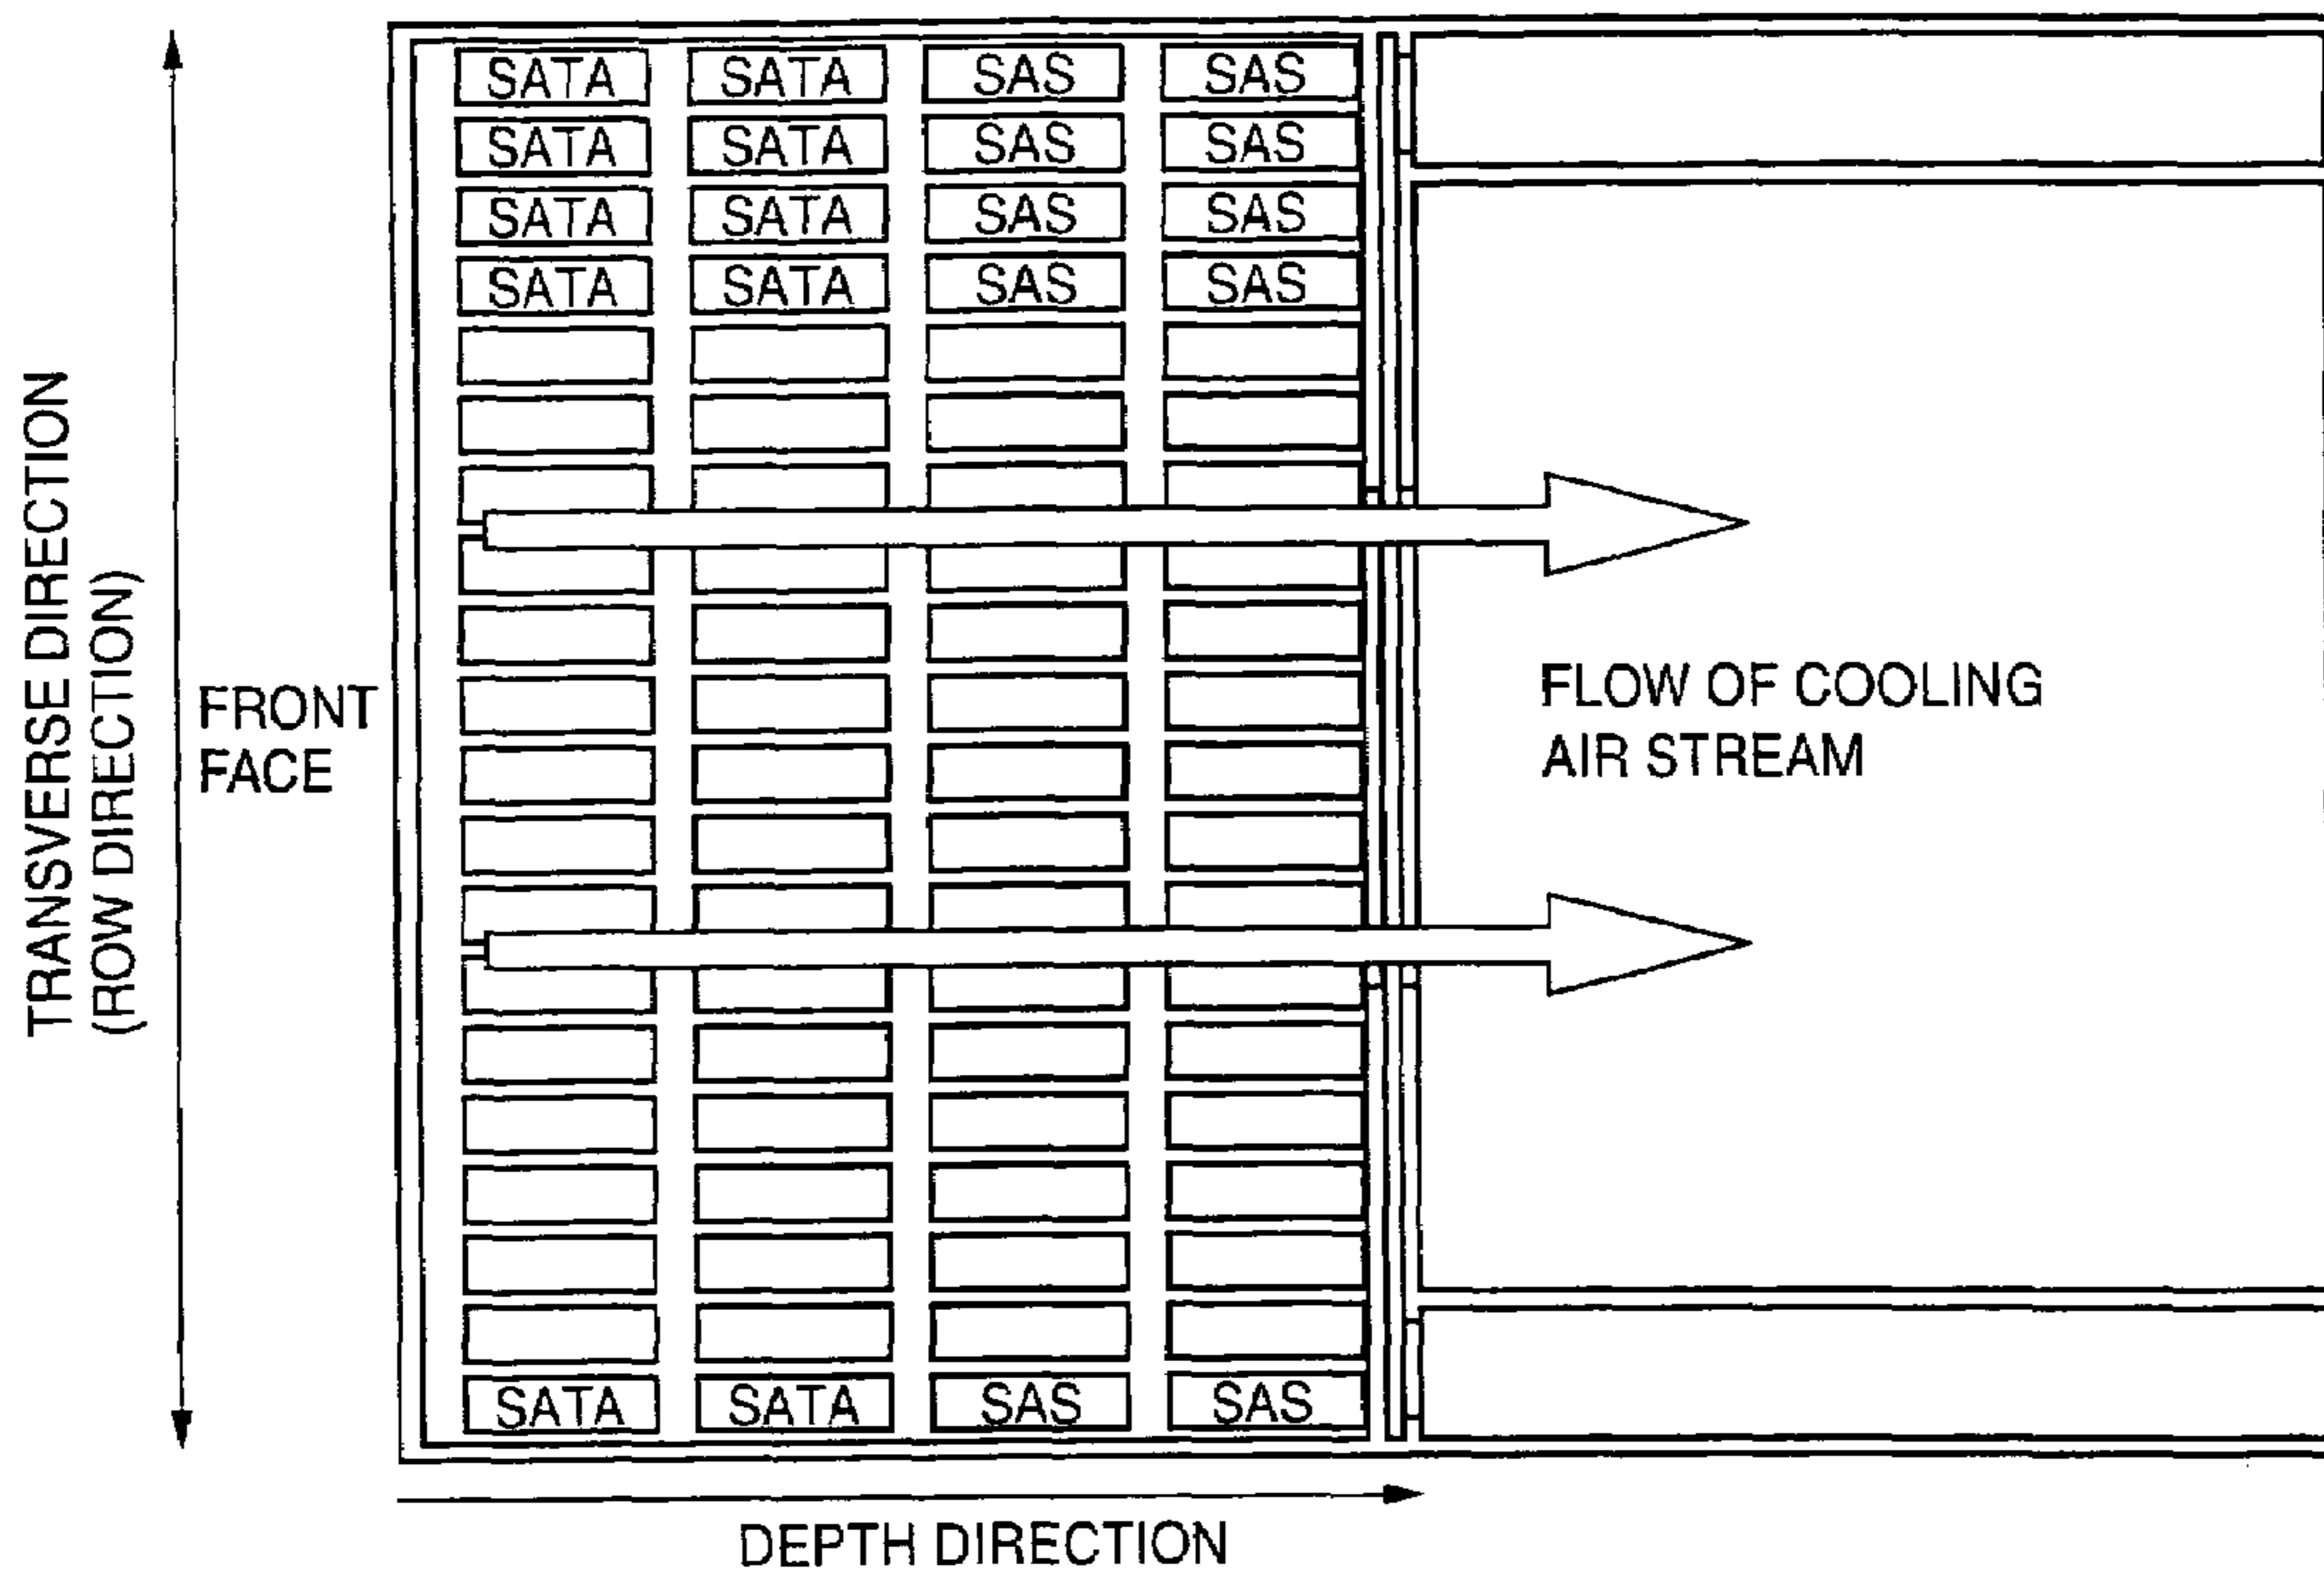 SATA SATA SAS SAS
SATA SATA SAS SAS
SATA SATA SAS SAS
SATA SATA SAS SAS
TRANSVERSE DIRECTION
(ROW DIRECTION)
FRONT
FACE
FLOW OF COOLING
AIR STREAM
SATA SATA SAS SAS
DEPTH DIRECTION